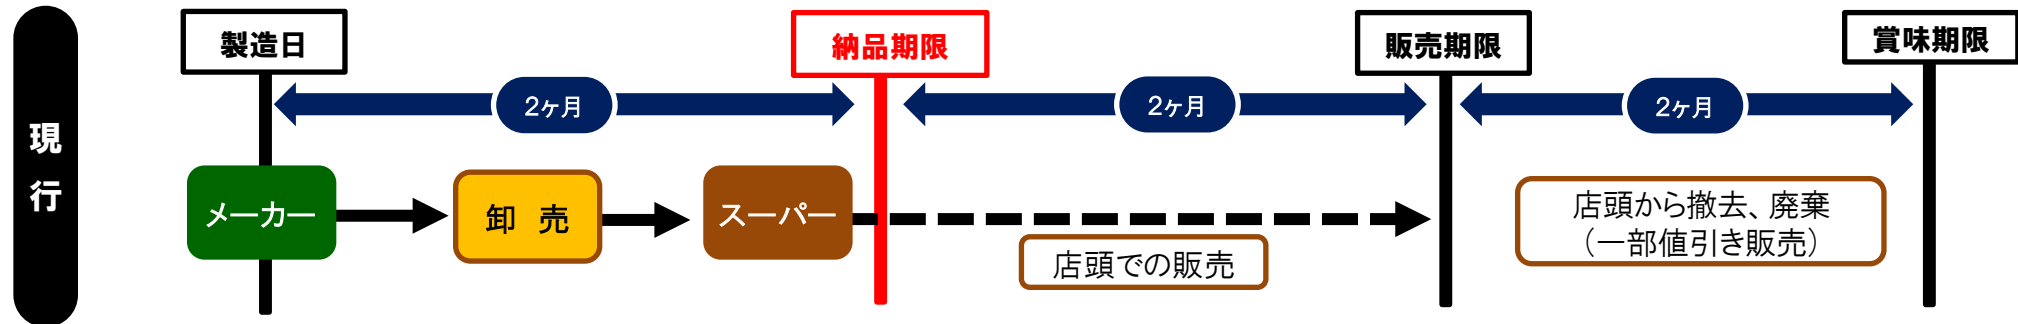 現行
製造日
納品期限
販売期限
賞味期限
2ヶ月
2ヶ月
2ヶ月
メーカー
卸 売
スーパー
店頭での販売
店頭から撤去、廃棄
（一部値引き販売）